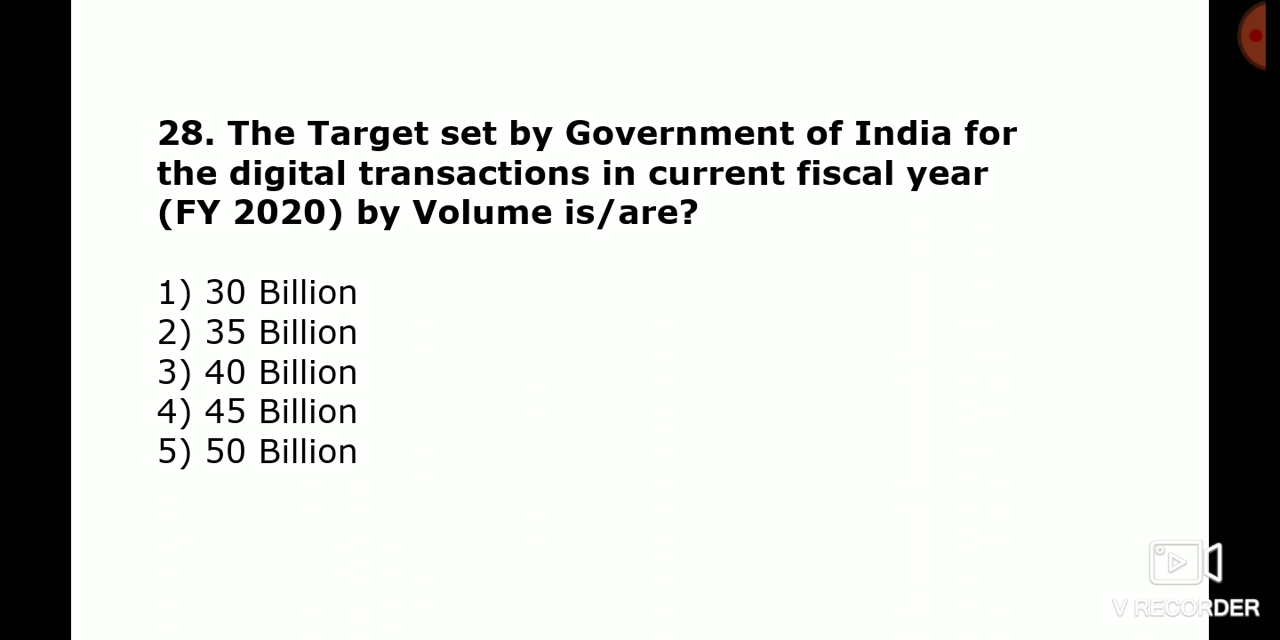 28. The Target set by Government of India for
the digital transactions in current fiscal year
(FY 2020) by Volume is/are?
1) 30 Billion
2) 35 Billion
3) 40 Billion
4) 45 Billion
5) 50 Billion
V RECORDER